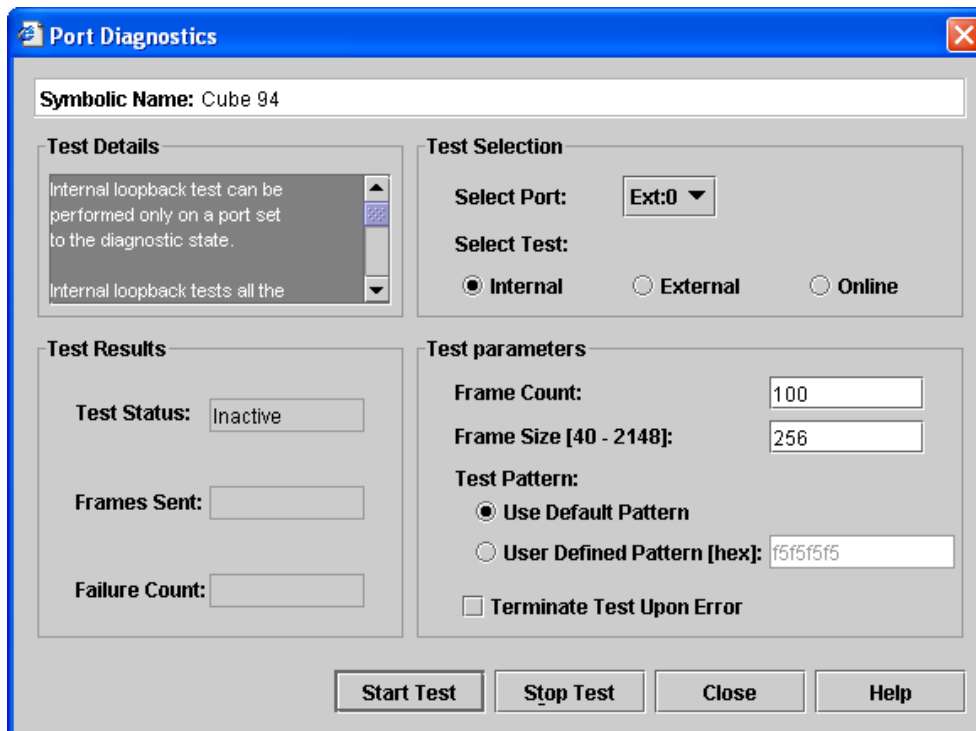 Port Diagnostics
Symbolic Name: Cube 94
Test Details
Internal loopback test can be
performed only on a port set
to the diagnostic state.
Internal loopback tests all the
Test Selection
Select Port: Ext:0
Select Test:
Internal External Online
Test Results
Test Status: Inactive
Frames Sent:
Failure Count:
Test parameters
Frame Count: 100
Frame Size [40 - 2148]: 256
Test Pattern:
Use Default Pattern
User Defined Pattern [hex]: f5f5f5f5
Terminate Test Upon Error
Start Test Stop Test Close Help